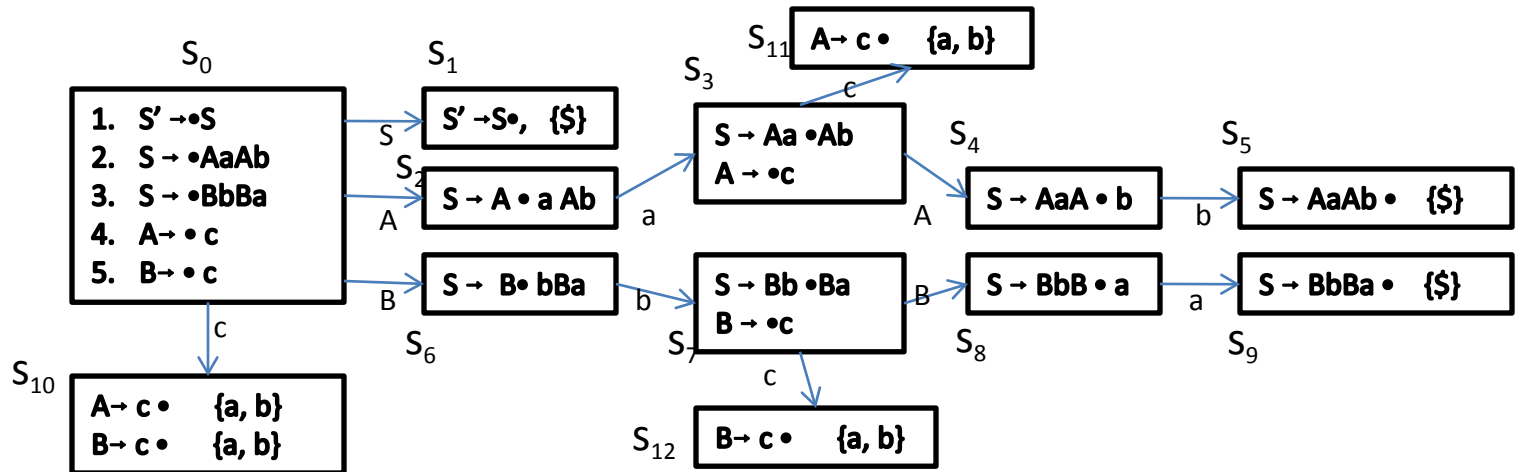 S₁₁
A→ c • {a, b}
S₀
S₁
S₃
c
1. S' →•S
2. S → •AaAb
3. S → •BbBa
4. A→ • c
5. B→ • c
S
S' →S•, {$}
S₂
A
S → A • a Ab
a
S → Aa •Ab
A → •c
S₄
S₅
A
S → AaA • b
b
S → AaAb • {$}
B
S → B• bBa
b
S → Bb •Ba
B → •c
B
S → BbB • a
a
S → BbBa • {$}
S₆
S₇
S₈
S₉
c
c
S₁₀
A→ c • {a, b}
B→ c • {a, b}
S₁₂
B→ c • {a, b}